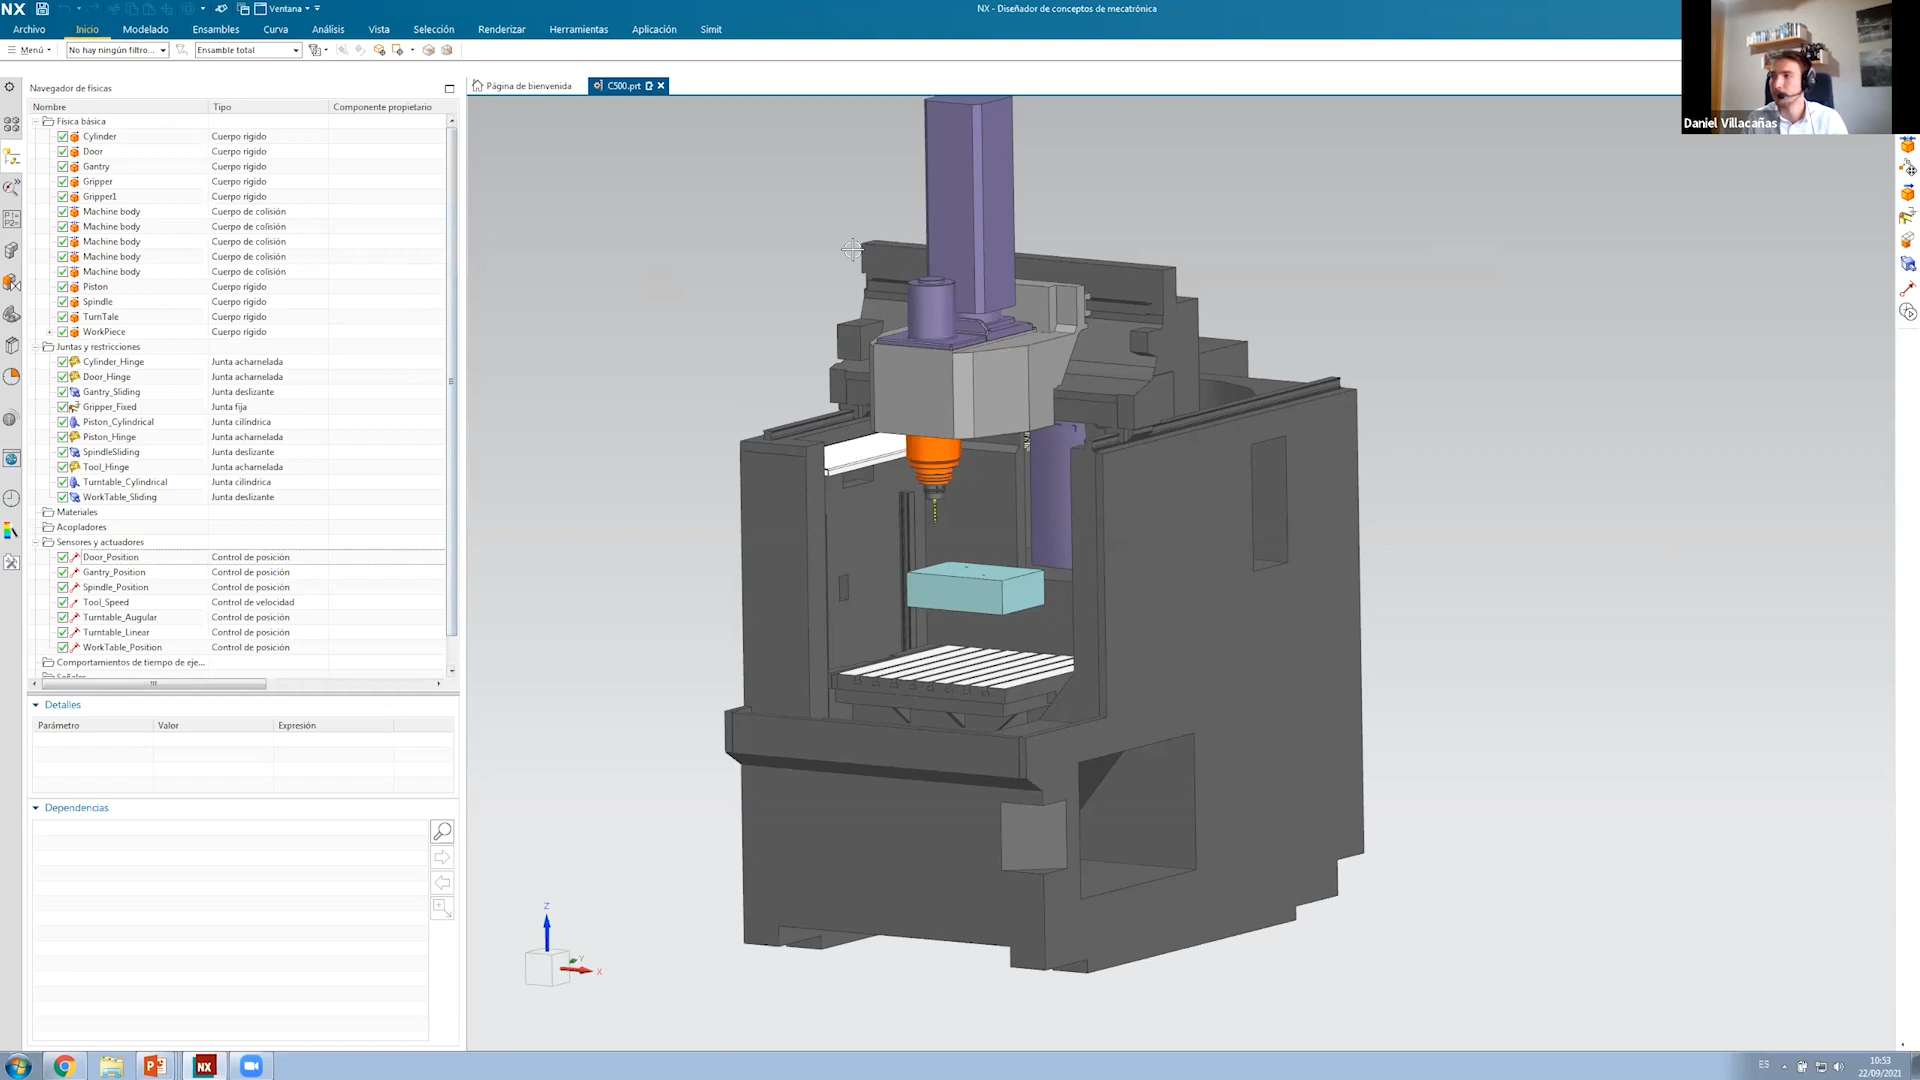 NX
Ventana
NX - Diseñador de conceptos de mecatrónica
Archivo Inicio Modelado Ensambles Curva Análisis Vista Selección Renderizar Herramientas Aplicación Simit
Menú No hay ningún filtro... Ensamble total
Navegador de físicas
Página de bienvenida C500.prt
Nombre Tipo Componente propietario
Física básica
Cylinder Cuerpo rígido
Door Cuerpo rígido
Gantry Cuerpo rígido
Gripper Cuerpo rígido
Gripper1 Cuerpo rígido
Machine body Cuerpo de colisión
Machine body Cuerpo de colisión
Machine body Cuerpo de colisión
Machine body Cuerpo de colisión
Machine body Cuerpo de colisión
Piston Cuerpo rígido
Spindle Cuerpo rígido
TurnTale Cuerpo rígido
WorkPiece Cuerpo rígido
Juntas y restricciones
Cylinder_Hinge Junta acharnelada
Door_Hinge Junta acharnelada
Gantry_Sliding Junta deslizante
Gripper_Fixed Junta fija
Piston_Cylindrical Junta cilíndrica
Piston_Hinge Junta acharnelada
SpindleSliding Junta deslizante
Tool_Hinge Junta acharnelada
Turntable_Cylindrical Junta cilíndrica
WorkTable_Sliding Junta deslizante
Materiales
Acopladores
Sensores y actuadores
Door_Position Control de posición
Gantry_Position Control de posición
Spindle_Position Control de posición
Tool_Speed Control de velocidad
Turntable_Augular Control de posición
Turntable_Linear Control de posición
WorkTable_Position Control de posición
Comportamientos de tiempo de eje...
Señales
Detalles
Parámetro Valor Expresión
Dependencias
Z
Y
X
Daniel Villacañas
NX
ES
10:53
22/09/2021